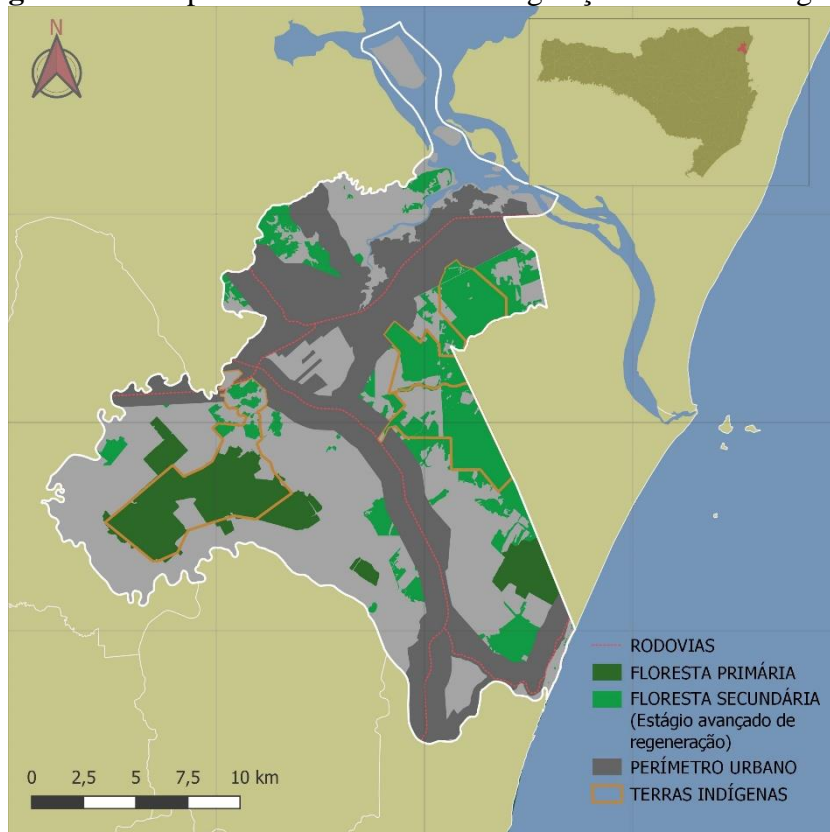 N
RODOVIAS
FLORESTA PRIMÁRIA
FLORESTA SECUNDÁRIA
(Estágio avançado de
regeneração)
PERÍMETRO URBANO
TERRAS INDÍGENAS
0 2,5 5 7,5 10 km